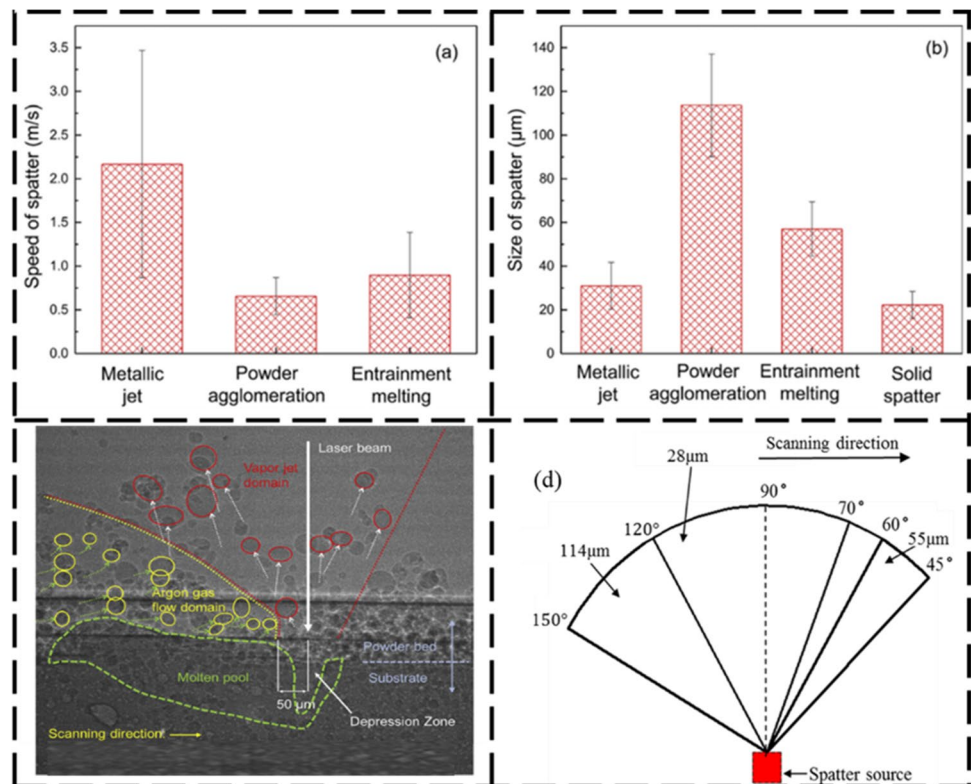 (a)
Speed of spatter (m/s)
3.5
3.0
2.5
2.0
1.5
1.0
0.5
0.0
Metallic
jet
Powder
agglomeration
Entrainment
melting
(b)
Size of spatter (μm)
140
120
100
80
60
40
20
0
Metallic
jet
Powder
agglomeration
Entrainment
melting
Solid
spatter
Laser beam
Vapor jet
domain
Argon gas
flow domain
Powder bed
Substrate
Molten pool
50 μm
Depression Zone
Scanning direction
(d)
Scanning direction
28μm
90°
70°
120°
60°
55μm
114μm
45°
150°
Spatter source